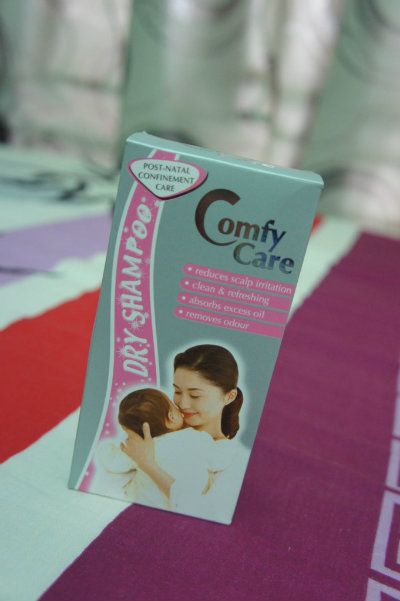 POST-NATAL
CONFINEMENT
CARE
Comfy
Care
DRY SHAMPOO
• reduces scalp irritation
• clean & refreshing
• absorbs excess oil
• removes odour